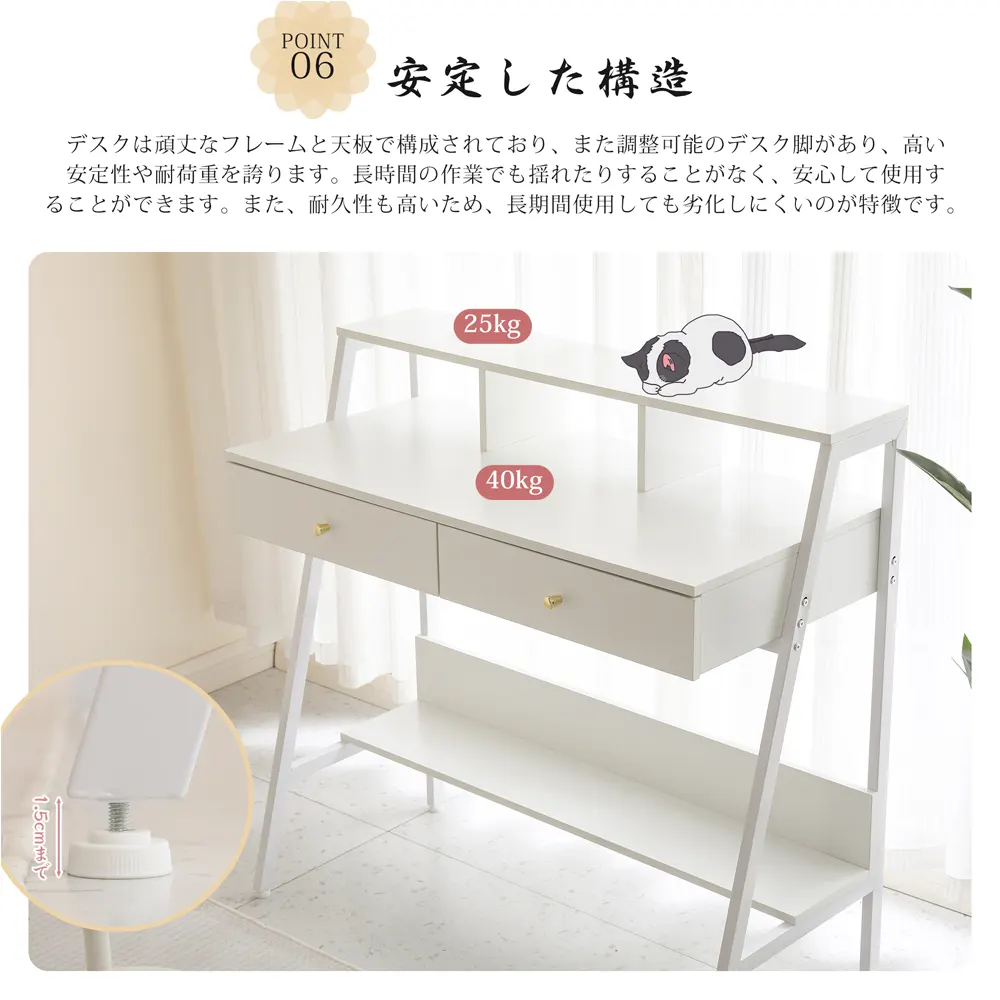 POINT
06
安定した構造
デスクは頑丈なフレームと天板で構成されており、また調整可能のデスク脚があり、高い
安定性や耐荷重を誇ります。長時間の作業でも揺れたりすることがなく、安心して使用す
ることができます。また、耐久性も高いため、長期間使用しても劣化しにくいのが特徴です。
25kg
40kg
1.5cmまで